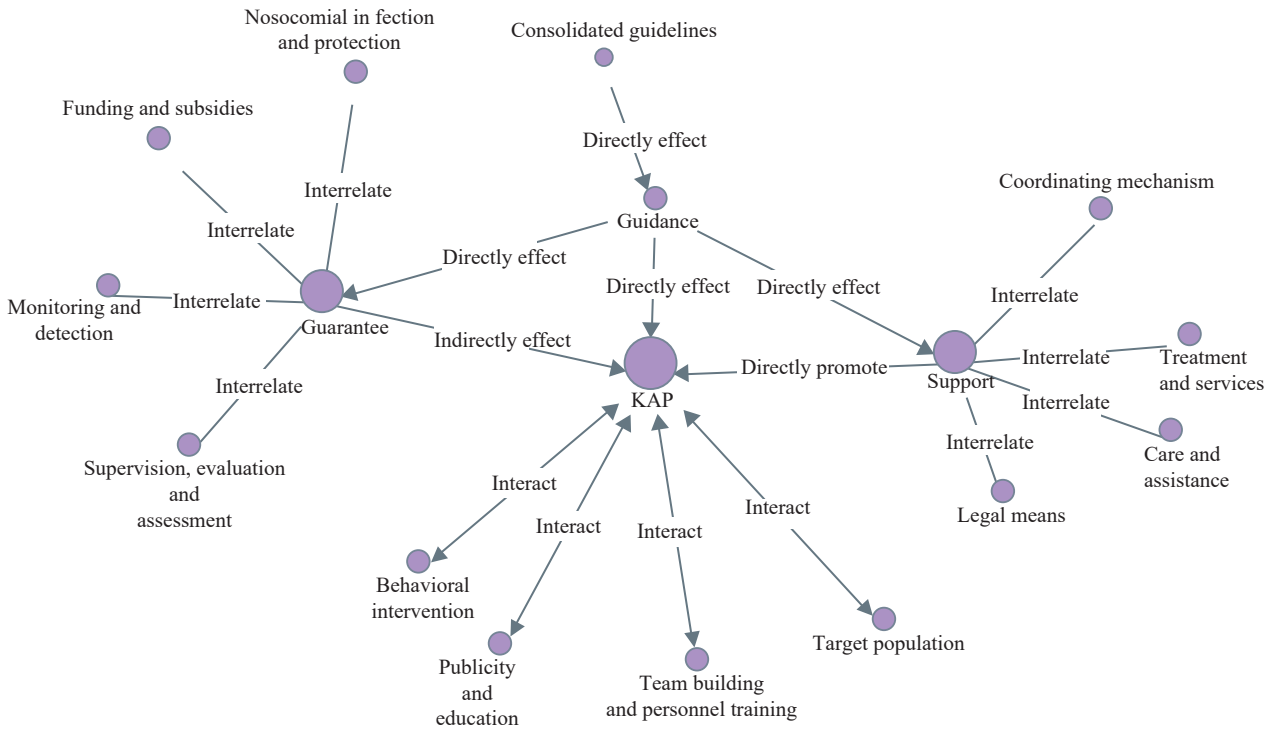 Nosocomial in fection
and protection
Consolidated guidelines
Funding and subsidies
Directly effect
Interrelate
Coordinating mechanism
Guidance
Interrelate
Directly effect
Directly effect
Directly effect
Interrelate
Interrelate
Monitoring and
detection
Guarantee
Indirectly effect
Interrelate
Treatment
and services
Directly promote
Support
Interrelate
KAP
Interrelate
Interrelate
Care and
assistance
Supervision, evaluation
and
assessment
Interact
Interact
Interact
Interact
Legal means
Behavioral
intervention
Target population
Publicity
and
education
Team building
and personnel training